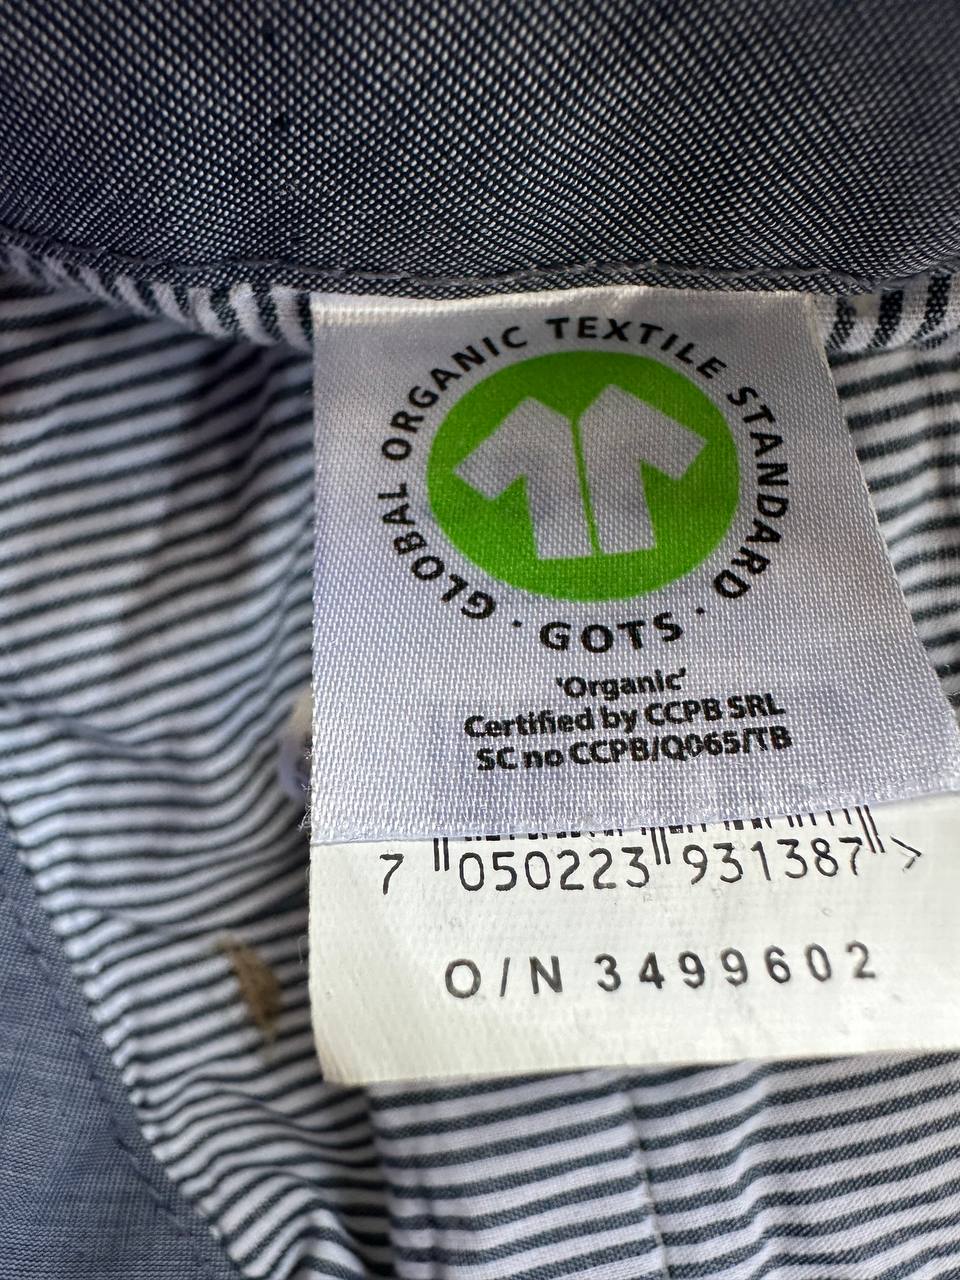 GLOBAL ORGANIC TEXTILE STANDARD · GOTS ·
'Organic'
Certified by CCPB SRL
SC no CCPB/Q065/TB
7 050223 931387 >
O/N 3499602